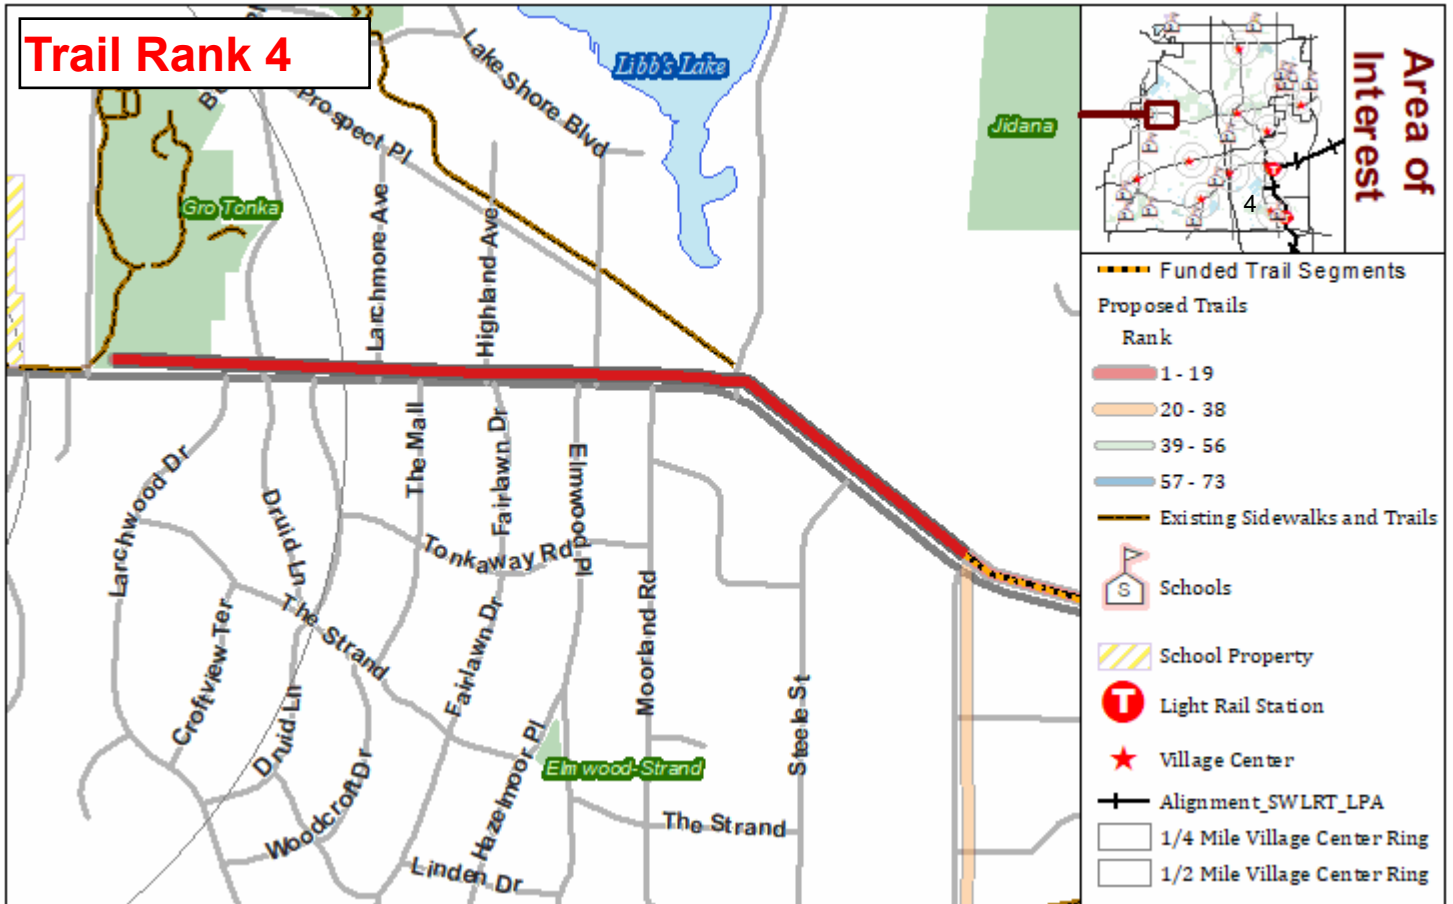 Trail Rank 4
Lake Shore Blvd
Libb's Lake
Prospect Pl
Jidana
Gro Tonka
Larchmore Ave
Highland Ave
The Mall
Fairlawn Dr
Elmwood Pl
Larchwood Dr
Druid Ln
Tonkaway Rd
The Strand
Croftview Ter
Fairlawn Dr
Moorland Rd
Steele St
Druid Ln
Woodcroft Dr
Hazelmoor Pl
Elmwood-Strand
The Strand
Linden Dr
Area of
Interest
4
Funded Trail Segments
Proposed Trails
Rank
1 - 19
20 - 38
39 - 56
57 - 73
Existing Sidewalks and Trails
S
Schools
School Property
T
Light Rail Station
Village Center
Alignment_SWLRT_LPA
1/4 Mile Village Center Ring
1/2 Mile Village Center Ring